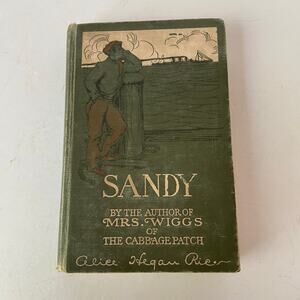 SANDY
BY THE AUTHOR OF
MRS. WIGGS
OF
THE CABBAGE PATCH
Alice Hegan Rice